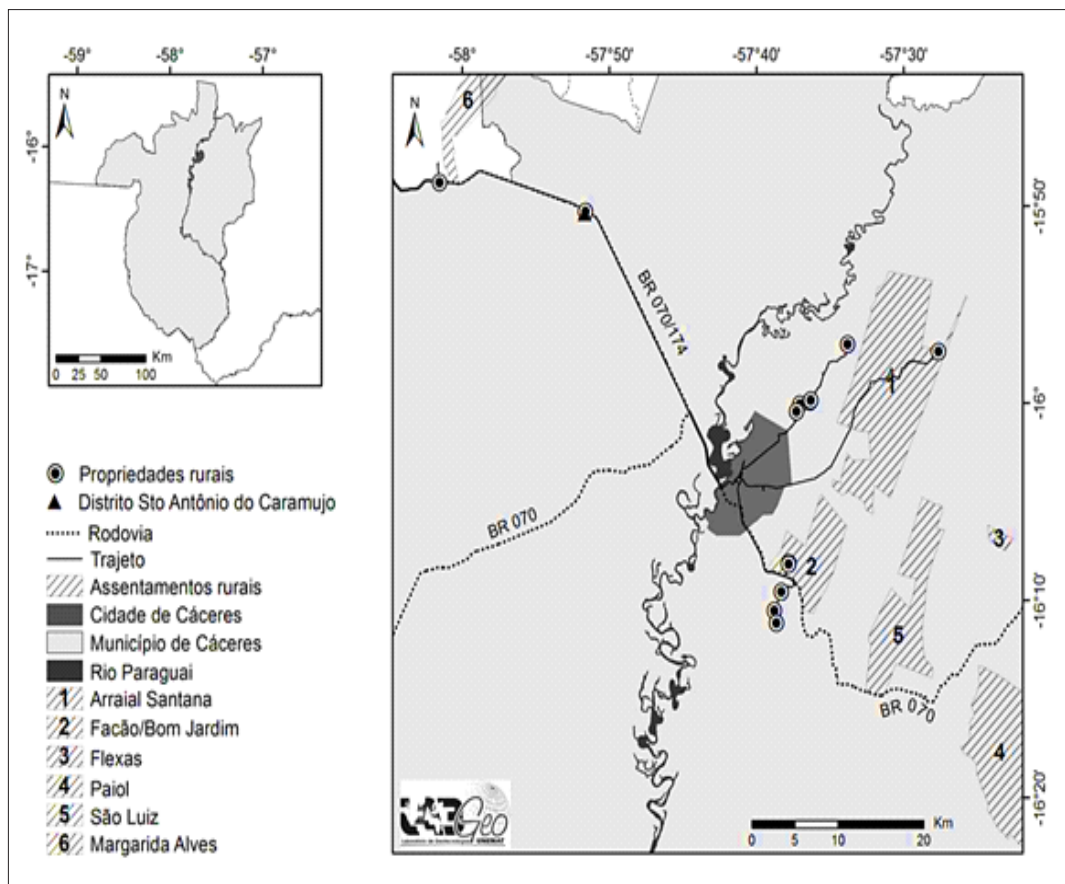 -59°
-58°
-57°
N
-16°
-17°
Km
0 25 50 100
Propriedades rurais
Distrito Sto Antônio do Caramujo
Rodovia
Trajeto
Assentamentos rurais
Cidade de Cáceres
Município de Cáceres
Rio Paraguai
1 Arraial Santana
2 Facão/Bom Jardim
3 Flexas
4 Paiol
5 São Luiz
6 Margarida Alves
-58°
-57°50'
-57°40'
-57°30'
6
N
-15°50'
BR 070/174
1
-16°
BR 070
3
2
-16°10'
5
BR 070
4
-16°20'
Geo
UNEMAT
Km
0 5 10 20